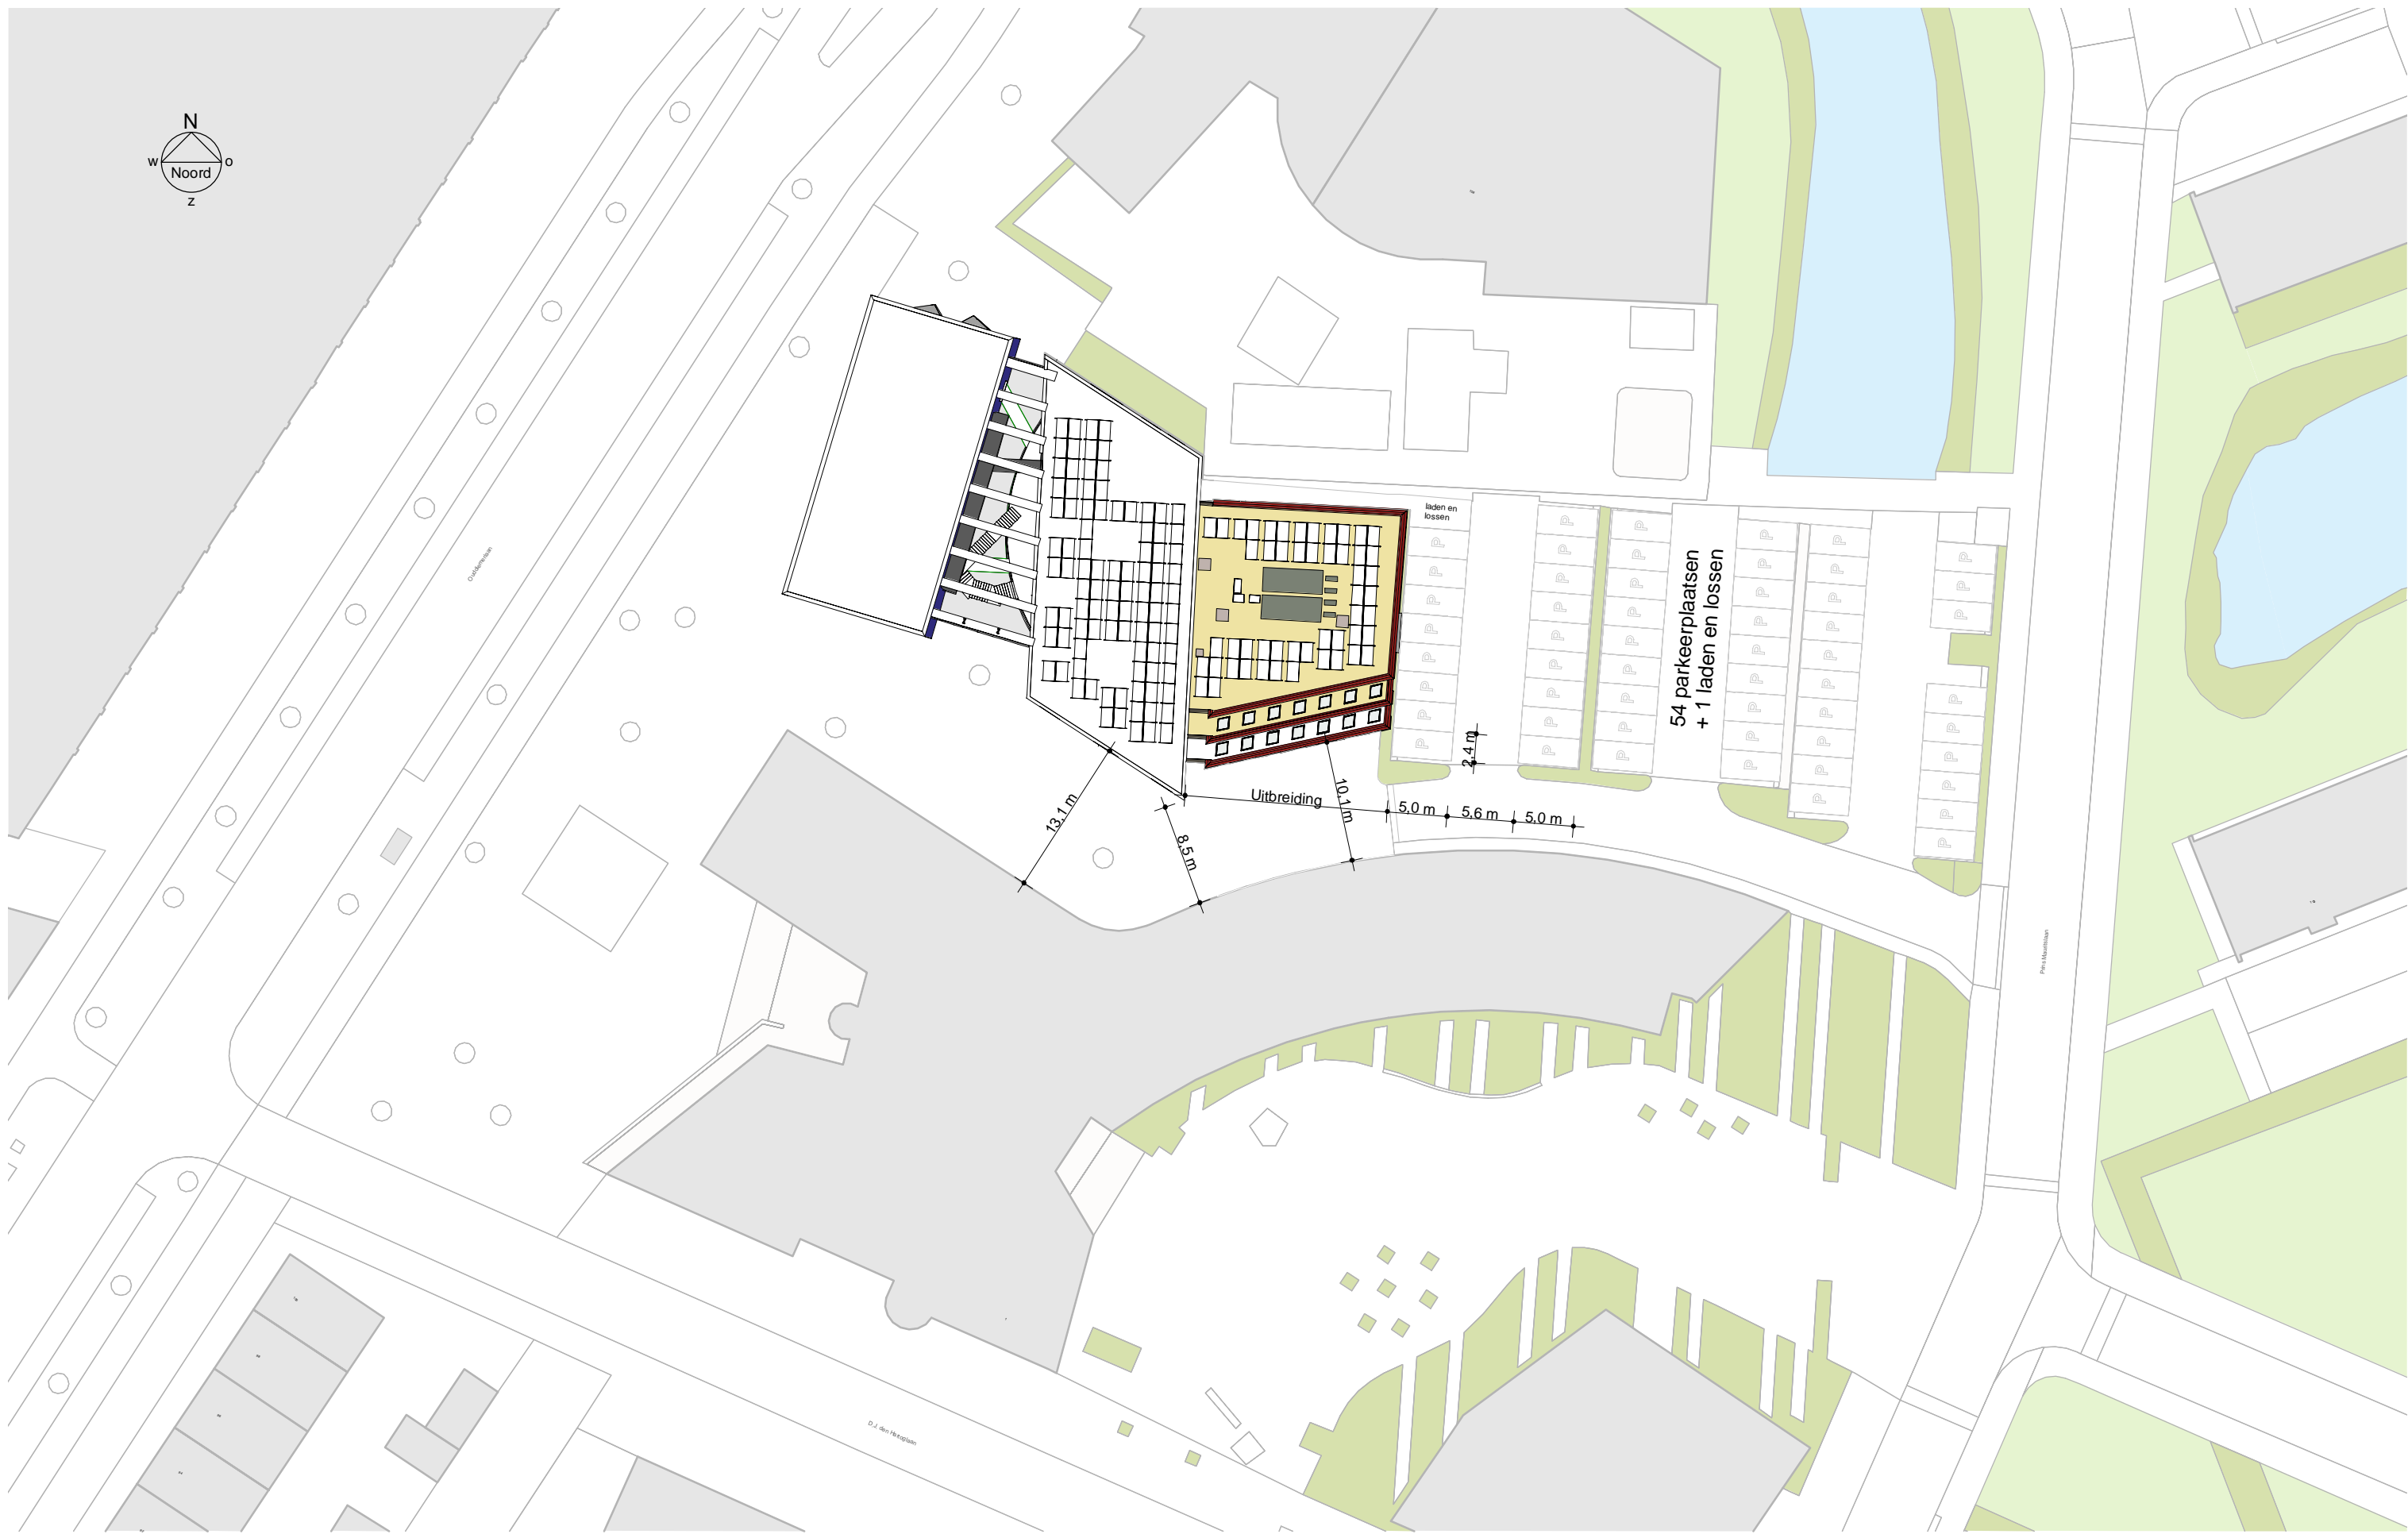 N
w
o
Noord
z
laden en
lossen
P P P P P P P P
P P P P P P P P P
P P P P P P P P P
54 parkeerplaatsen
+ 1 laden en lossen
P P P P P P P P P
P P P P P P P P P P
P P P
P P P P P P
2,4 m
Uitbreiding
13,1 m
8,5 m
10,1 m
5,0 m
5,6 m
5,0 m